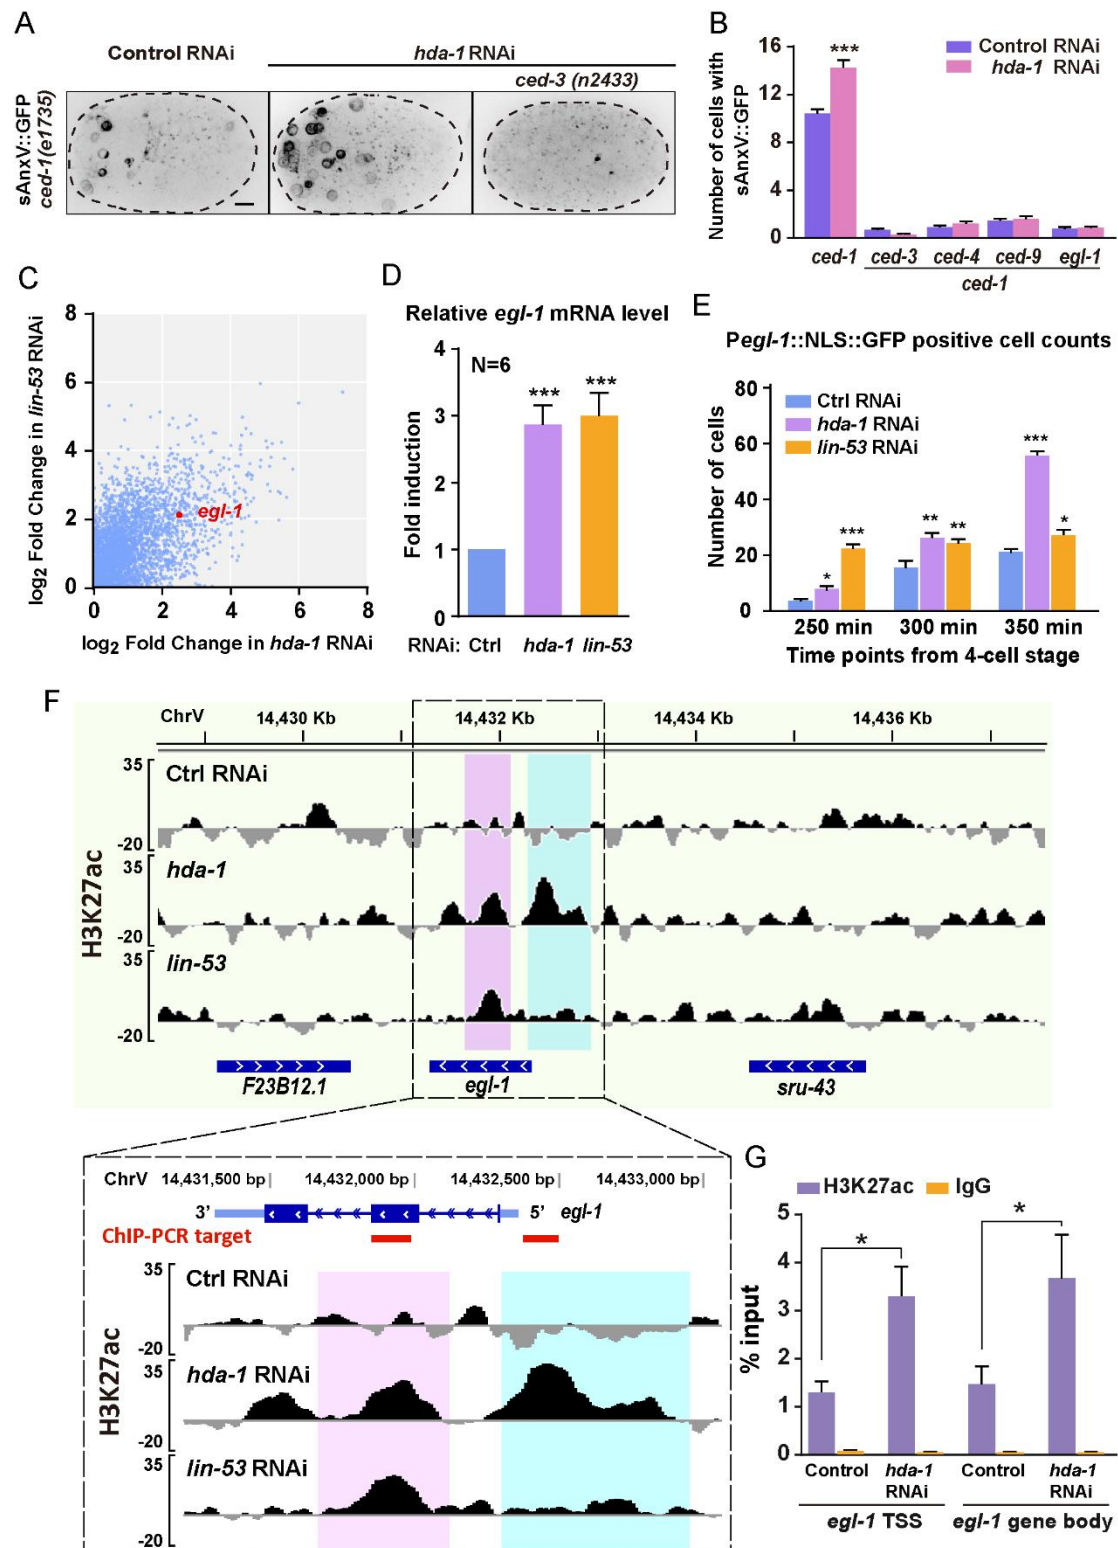 A
Control RNAi
hda-1 RNAi
ced-3 (n2433)
sAnxV::GFP
ced-1(e1735)
B
Number of cells with
sAnxV::GFP
16
12
8
4
0
***
Control RNAi
hda-1 RNAi
ced-1
ced-3
ced-4
ced-9
egl-1
ced-1
C
log2 Fold Change in lin-53 RNAi
8
6
4
2
0
egl-1
0 2 4 6 8
log2 Fold Change in hda-1 RNAi
D
Relative egl-1 mRNA level
Fold induction
4
3
2
1
0
N=6
***
***
RNAi: Ctrl hda-1 lin-53
E
Pegl-1::NLS::GFP positive cell counts
Number of cells
80
60
40
20
0
Ctrl RNAi
hda-1 RNAi
lin-53 RNAi
* ***
** **
*** *
250 min 300 min 350 min
Time points from 4-cell stage
F
ChrV 14,430 Kb 14,432 Kb 14,434 Kb 14,436 Kb
H3K27ac
35
Ctrl RNAi
-20
35
hda-1
-20
35
lin-53
-20
F23B12.1 egl-1 sru-43
ChrV 14,431,500 bp 14,432,000 bp 14,432,500 bp 14,433,000 bp
3' 5' egl-1
ChIP-PCR target
H3K27ac
35
Ctrl RNAi
-20
35
hda-1 RNAi
-20
35
lin-53 RNAi
-20
G
H3K27ac IgG
% input
5
4
3
2
1
0
*
*
Control hda-1 RNAi Control hda-1 RNAi
egl-1 TSS egl-1 gene body